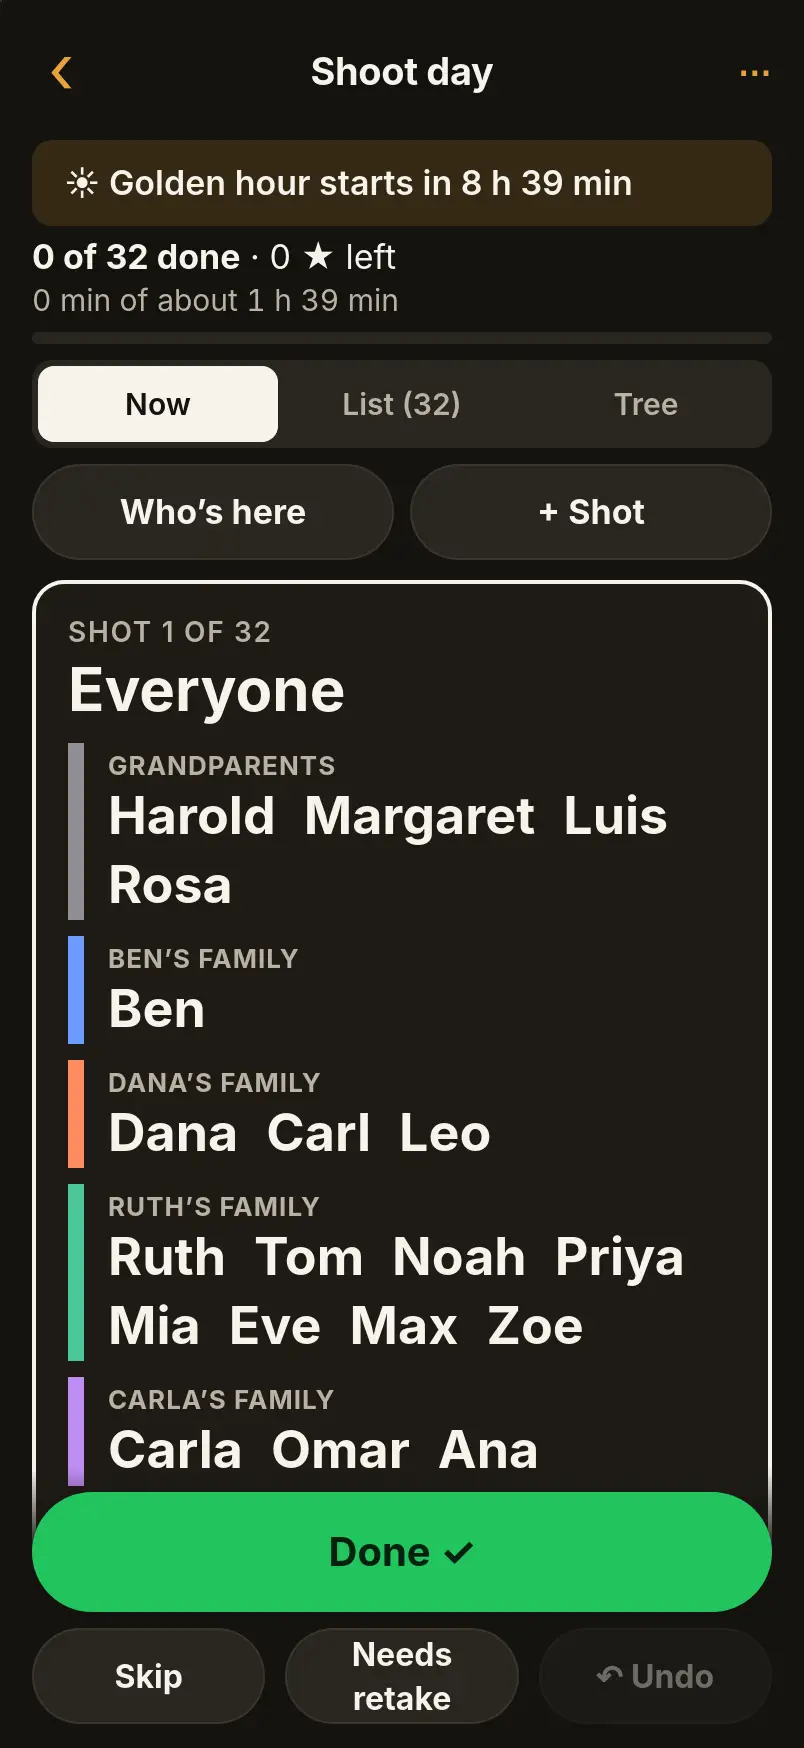 Shoot day
...
☀ Golden hour starts in 8 h 39 min
0 of 32 done · 0 ★ left
0 min of about 1 h 39 min
Now
List (32)
Tree
Who’s here
+ Shot
SHOT 1 OF 32
Everyone
GRANDPARENTS
Harold Margaret Luis
Rosa
BEN’S FAMILY
Ben
DANA’S FAMILY
Dana Carl Leo
RUTH’S FAMILY
Ruth Tom Noah Priya
Mia Eve Max Zoe
CARLA’S FAMILY
Carla Omar Ana
Done ✓
Skip
Needs
retake
↶ Undo